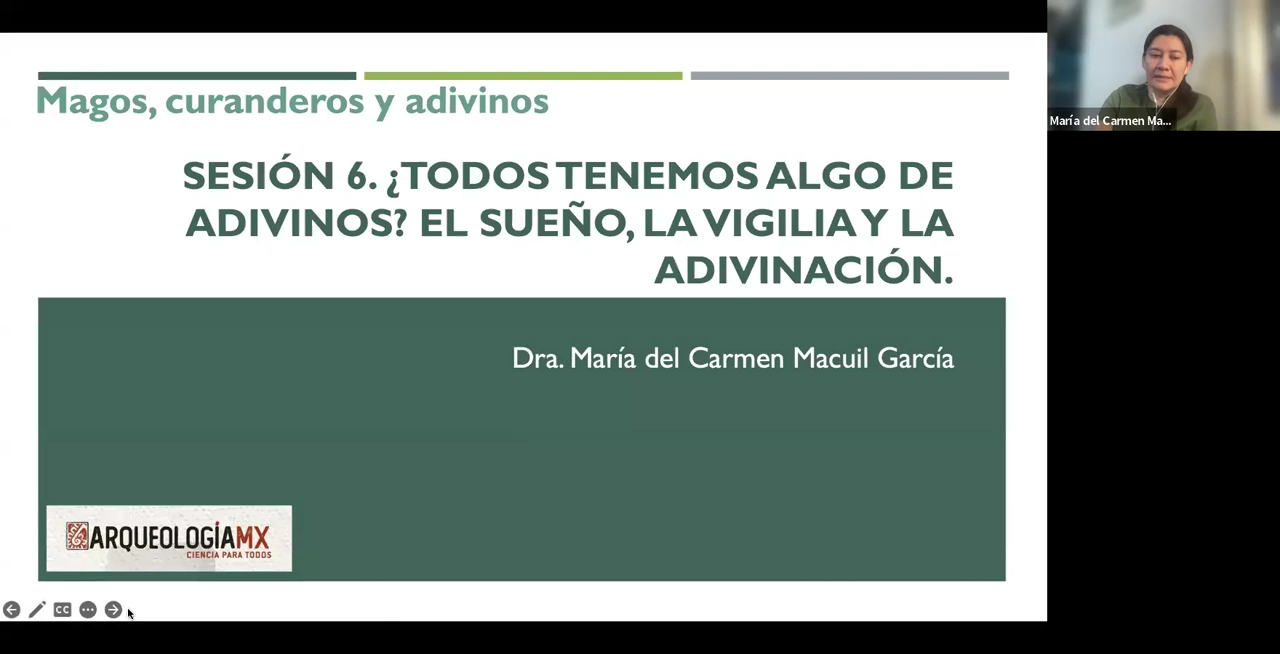 Magos, curanderos y adivinos
SESIÓN 6. ¿TODOS TENEMOS ALGO DE
ADIVINOS? EL SUEÑO, LA VIGILIA Y LA
ADIVINACIÓN.
Dra. María del Carmen Macuil García
ARQUEOLOGÍAMX
CIENCIA PARA TODOS
CC
María del Carmen Ma...